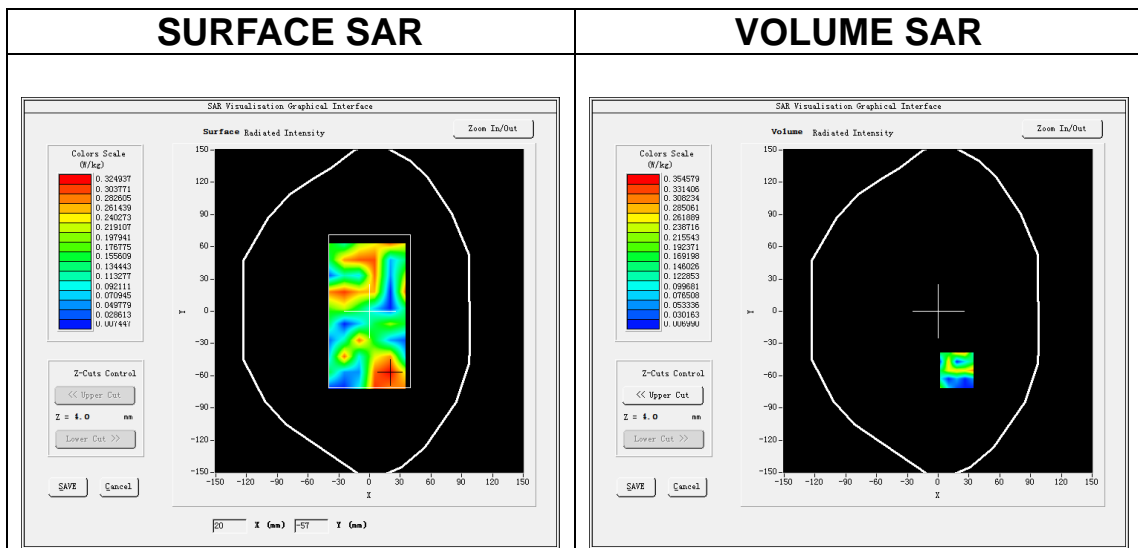 SURFACE SAR
VOLUME SAR
SAR Visualisation Graphical Interface
Surface Radiated Intensity
Zoom In/Out
Colors Scale
(W/kg)
0.324937
0.303771
0.282605
0.261439
0.240273
0.219107
0.197941
0.176775
0.155609
0.134443
0.113277
0.092111
0.070945
0.049779
0.028613
0.007447
Z-Cuts Control
<< Upper Cut
Z = 4.0 mm
Lower Cut >>
SAVE Cancel
150
120
90
60
30
0
-30
-60
-90
-120
-150
Y
-150 -120 -90 -60 -30 0 30 60 90 120 150
X
20 X (mm) -57 Y (mm)
SAR Visualisation Graphical Interface
Volume Radiated Intensity
Zoom In/Out
Colors Scale
(W/kg)
0.354579
0.331406
0.308234
0.285061
0.261889
0.238716
0.215543
0.192371
0.169198
0.146026
0.122853
0.099681
0.076508
0.053336
0.030163
0.006990
Z-Cuts Control
<< Upper Cut
Z = 4.0 mm
Lower Cut >>
SAVE Cancel
150
120
90
60
30
0
-30
-60
-90
-120
-150
Y
-150 -120 -90 -60 -30 0 30 60 90 120 150
X